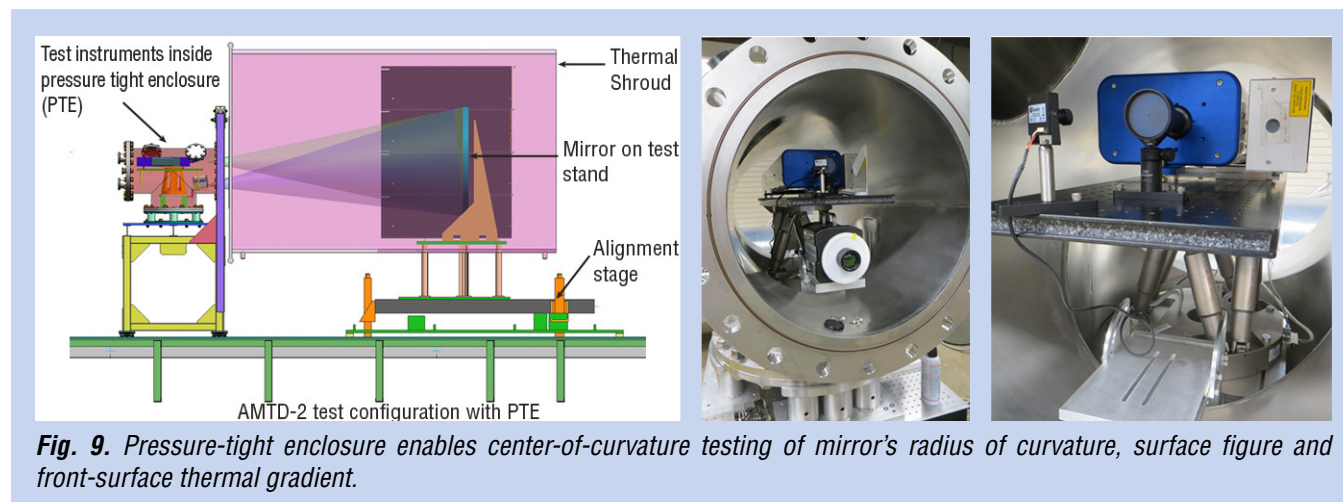 Test instruments inside
pressure tight enclosure
(PTE)
Thermal
Shroud
Mirror on test
stand
Alignment
stage
AMTD-2 test configuration with PTE
Fig. 9. Pressure-tight enclosure enables center-of-curvature testing of mirror’s radius of curvature, surface figure and
front-surface thermal gradient.